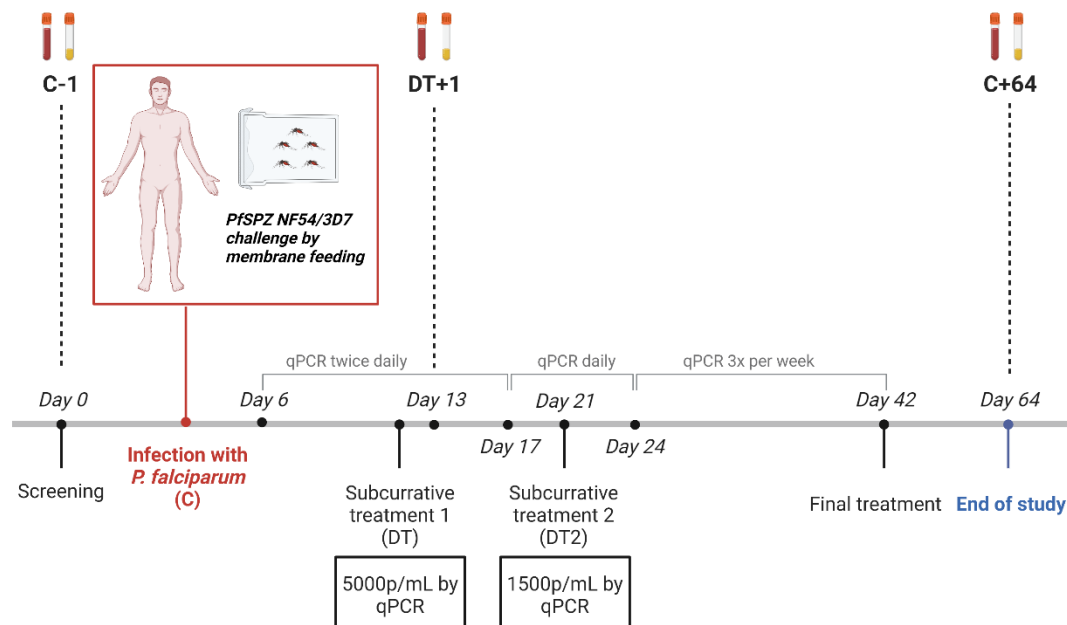 C-1
DT+1
C+64
PfSPZ NF54/3D7
challenge by
membrane feeding
qPCR twice daily
qPCR daily
qPCR 3x per week
Day 0
Day 6
Day 13
Day 21
Day 42
Day 64
Day 17
Day 24
Screening
Infection with
P. falciparum
(C)
Subcurrative
treatment 1
(DT)
Subcurrative
treatment 2
(DT2)
Final treatment
End of study
5000p/mL by
qPCR
1500p/mL by
qPCR